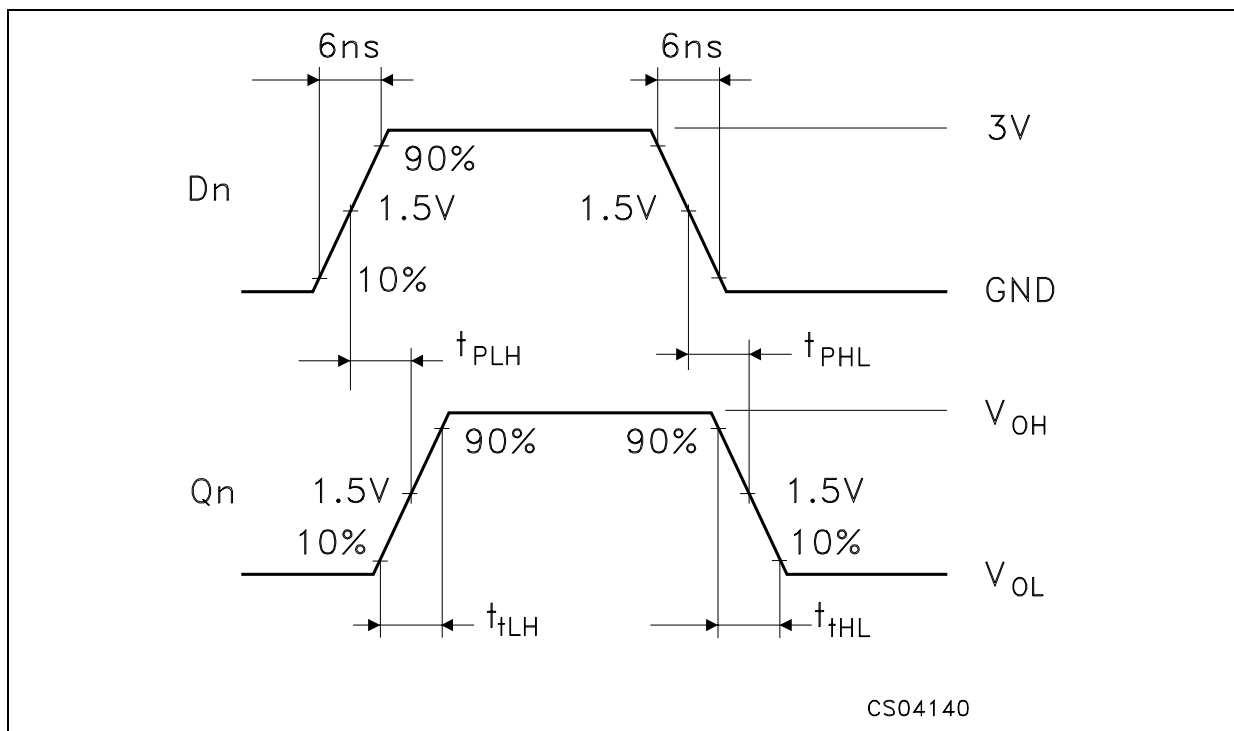 6ns 6ns
3V
90%
Dn
1.5V 1.5V
10%
GND
tPLH tPHL
VOH
90% 90%
Qn 1.5V 1.5V
10% 10%
VOL
ttLH ttHL
CS04140